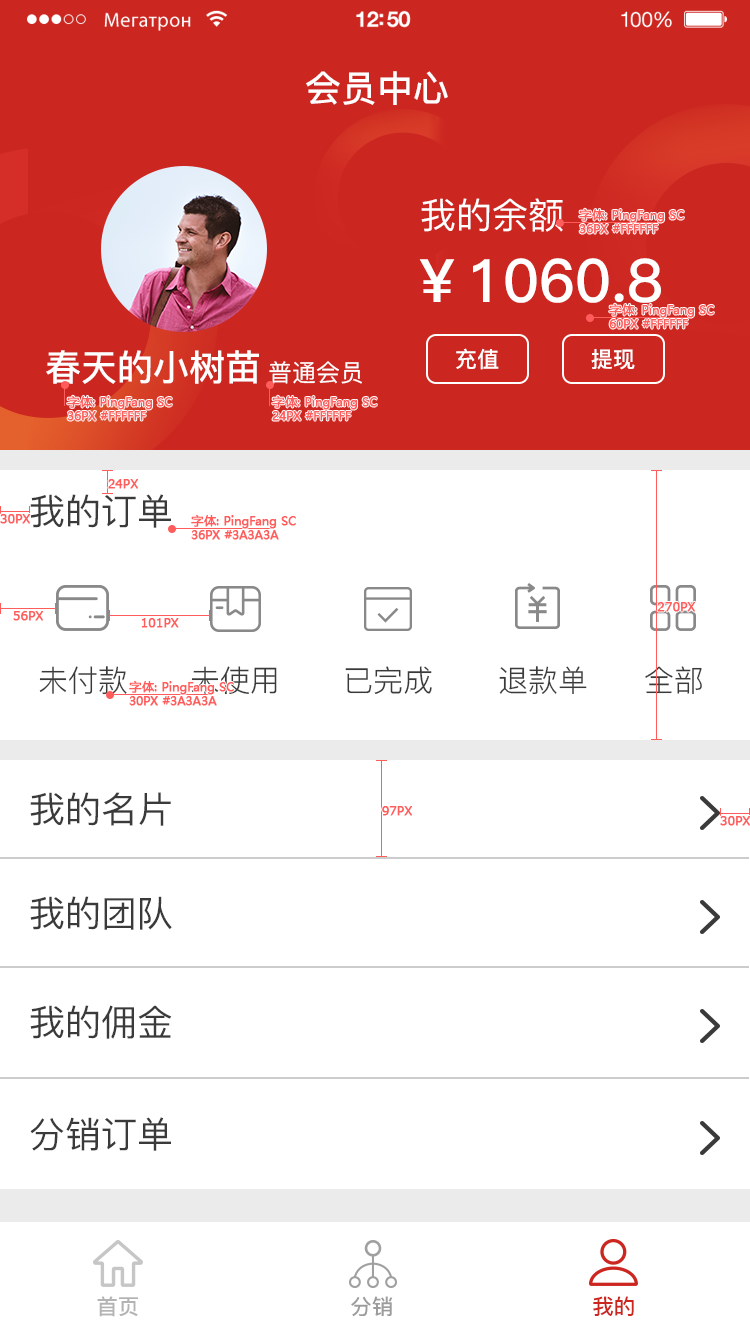 Мегатрон 12:50 100%
会员中心
我的余额
字体: PingFang SC
36PX #FFFFFF
¥1060.8
字体: PingFang SC
60PX #FFFFFF
充值 提现
春天的小树苗 普通会员
字体: PingFang SC
36PX #FFFFFF
字体: PingFang SC
24PX #FFFFFF
24PX
30PX
我的订单
字体: PingFang SC
36PX #3A3A3A
56PX 101PX 270PX
未付款 未使用 已完成 退款单 全部
字体: PingFang SC
30PX #3A3A3A
我的名片
97PX
30PX
我的团队
我的佣金
分销订单
首页 分销 我的